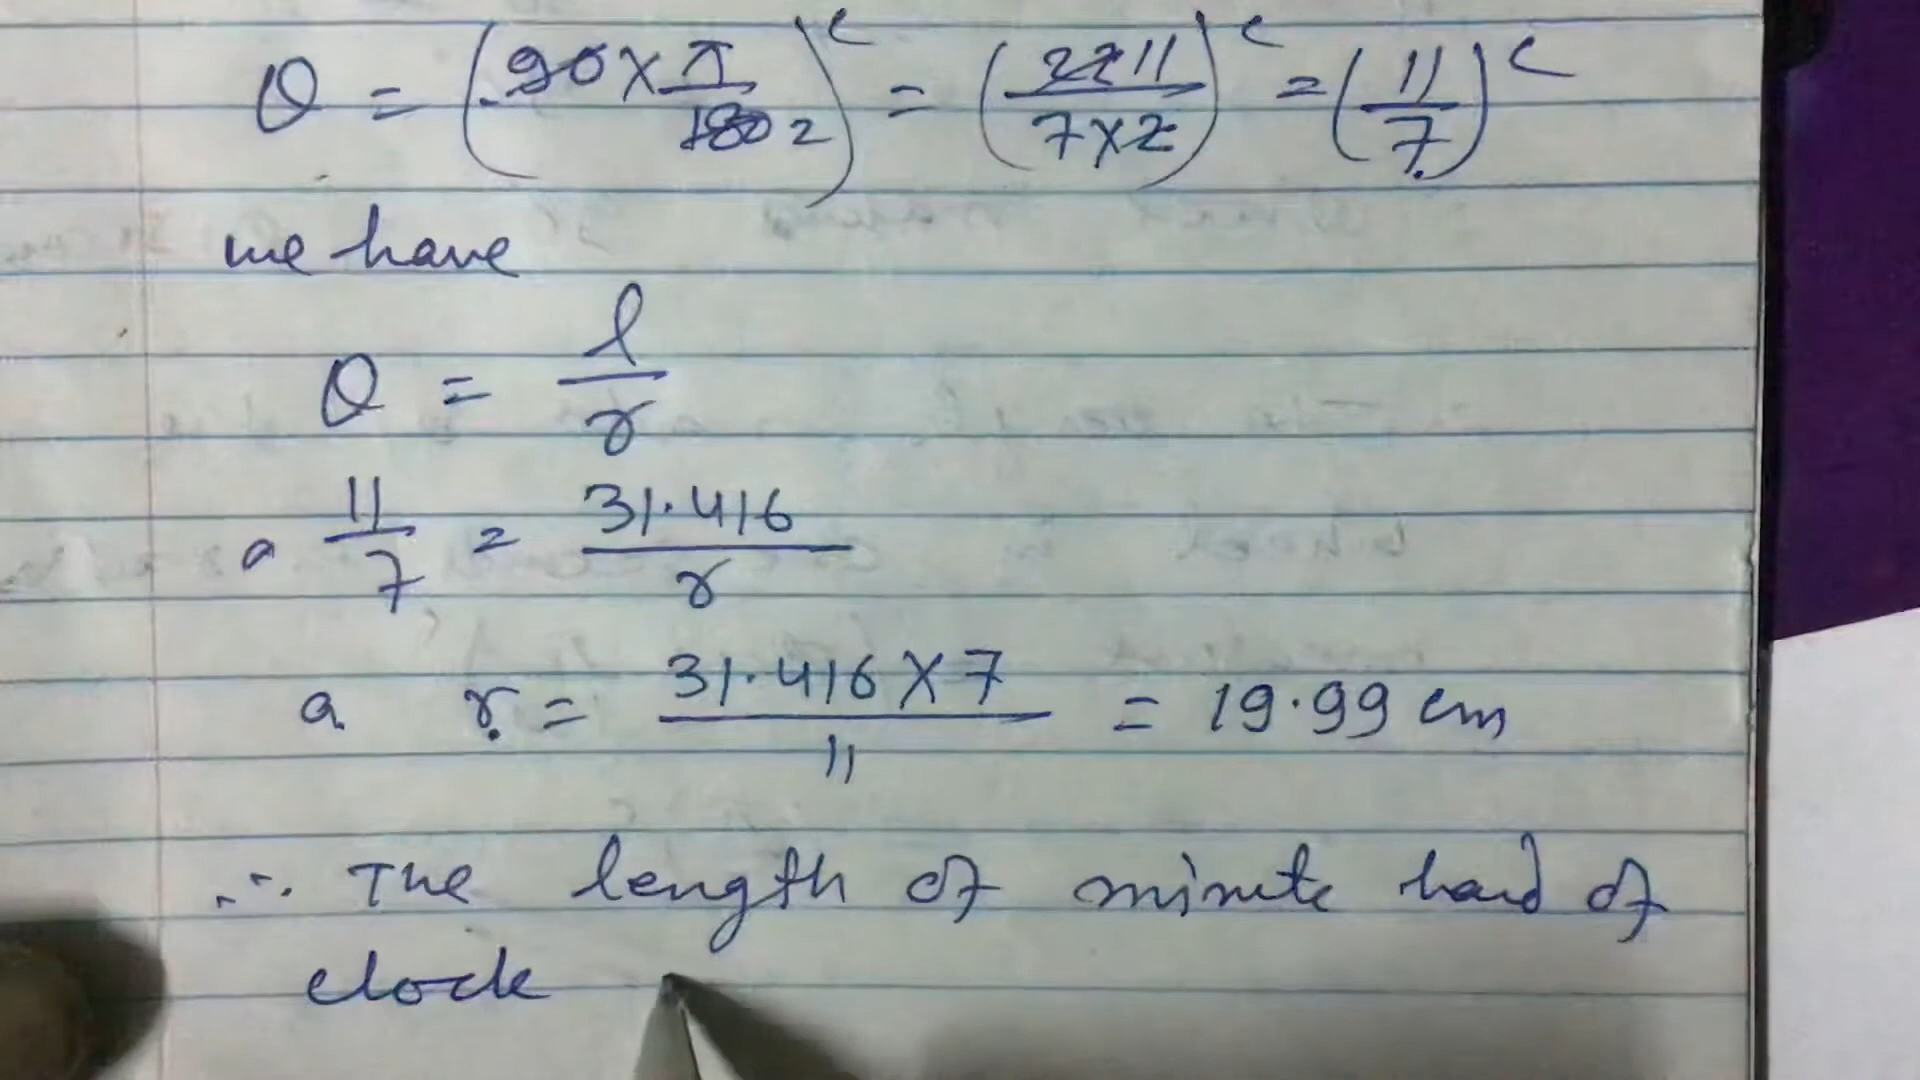 θ = (90 × π / 180 2)ᶜ = (22 11 / 7 × 2)ᶜ = (11 / 7)ᶜ
we have
θ = l / r
a 11 / 7 = 31.416 / r
a r = 31.416 × 7 / 11 = 19.99 cm
∴ The length of minute hand of
clock